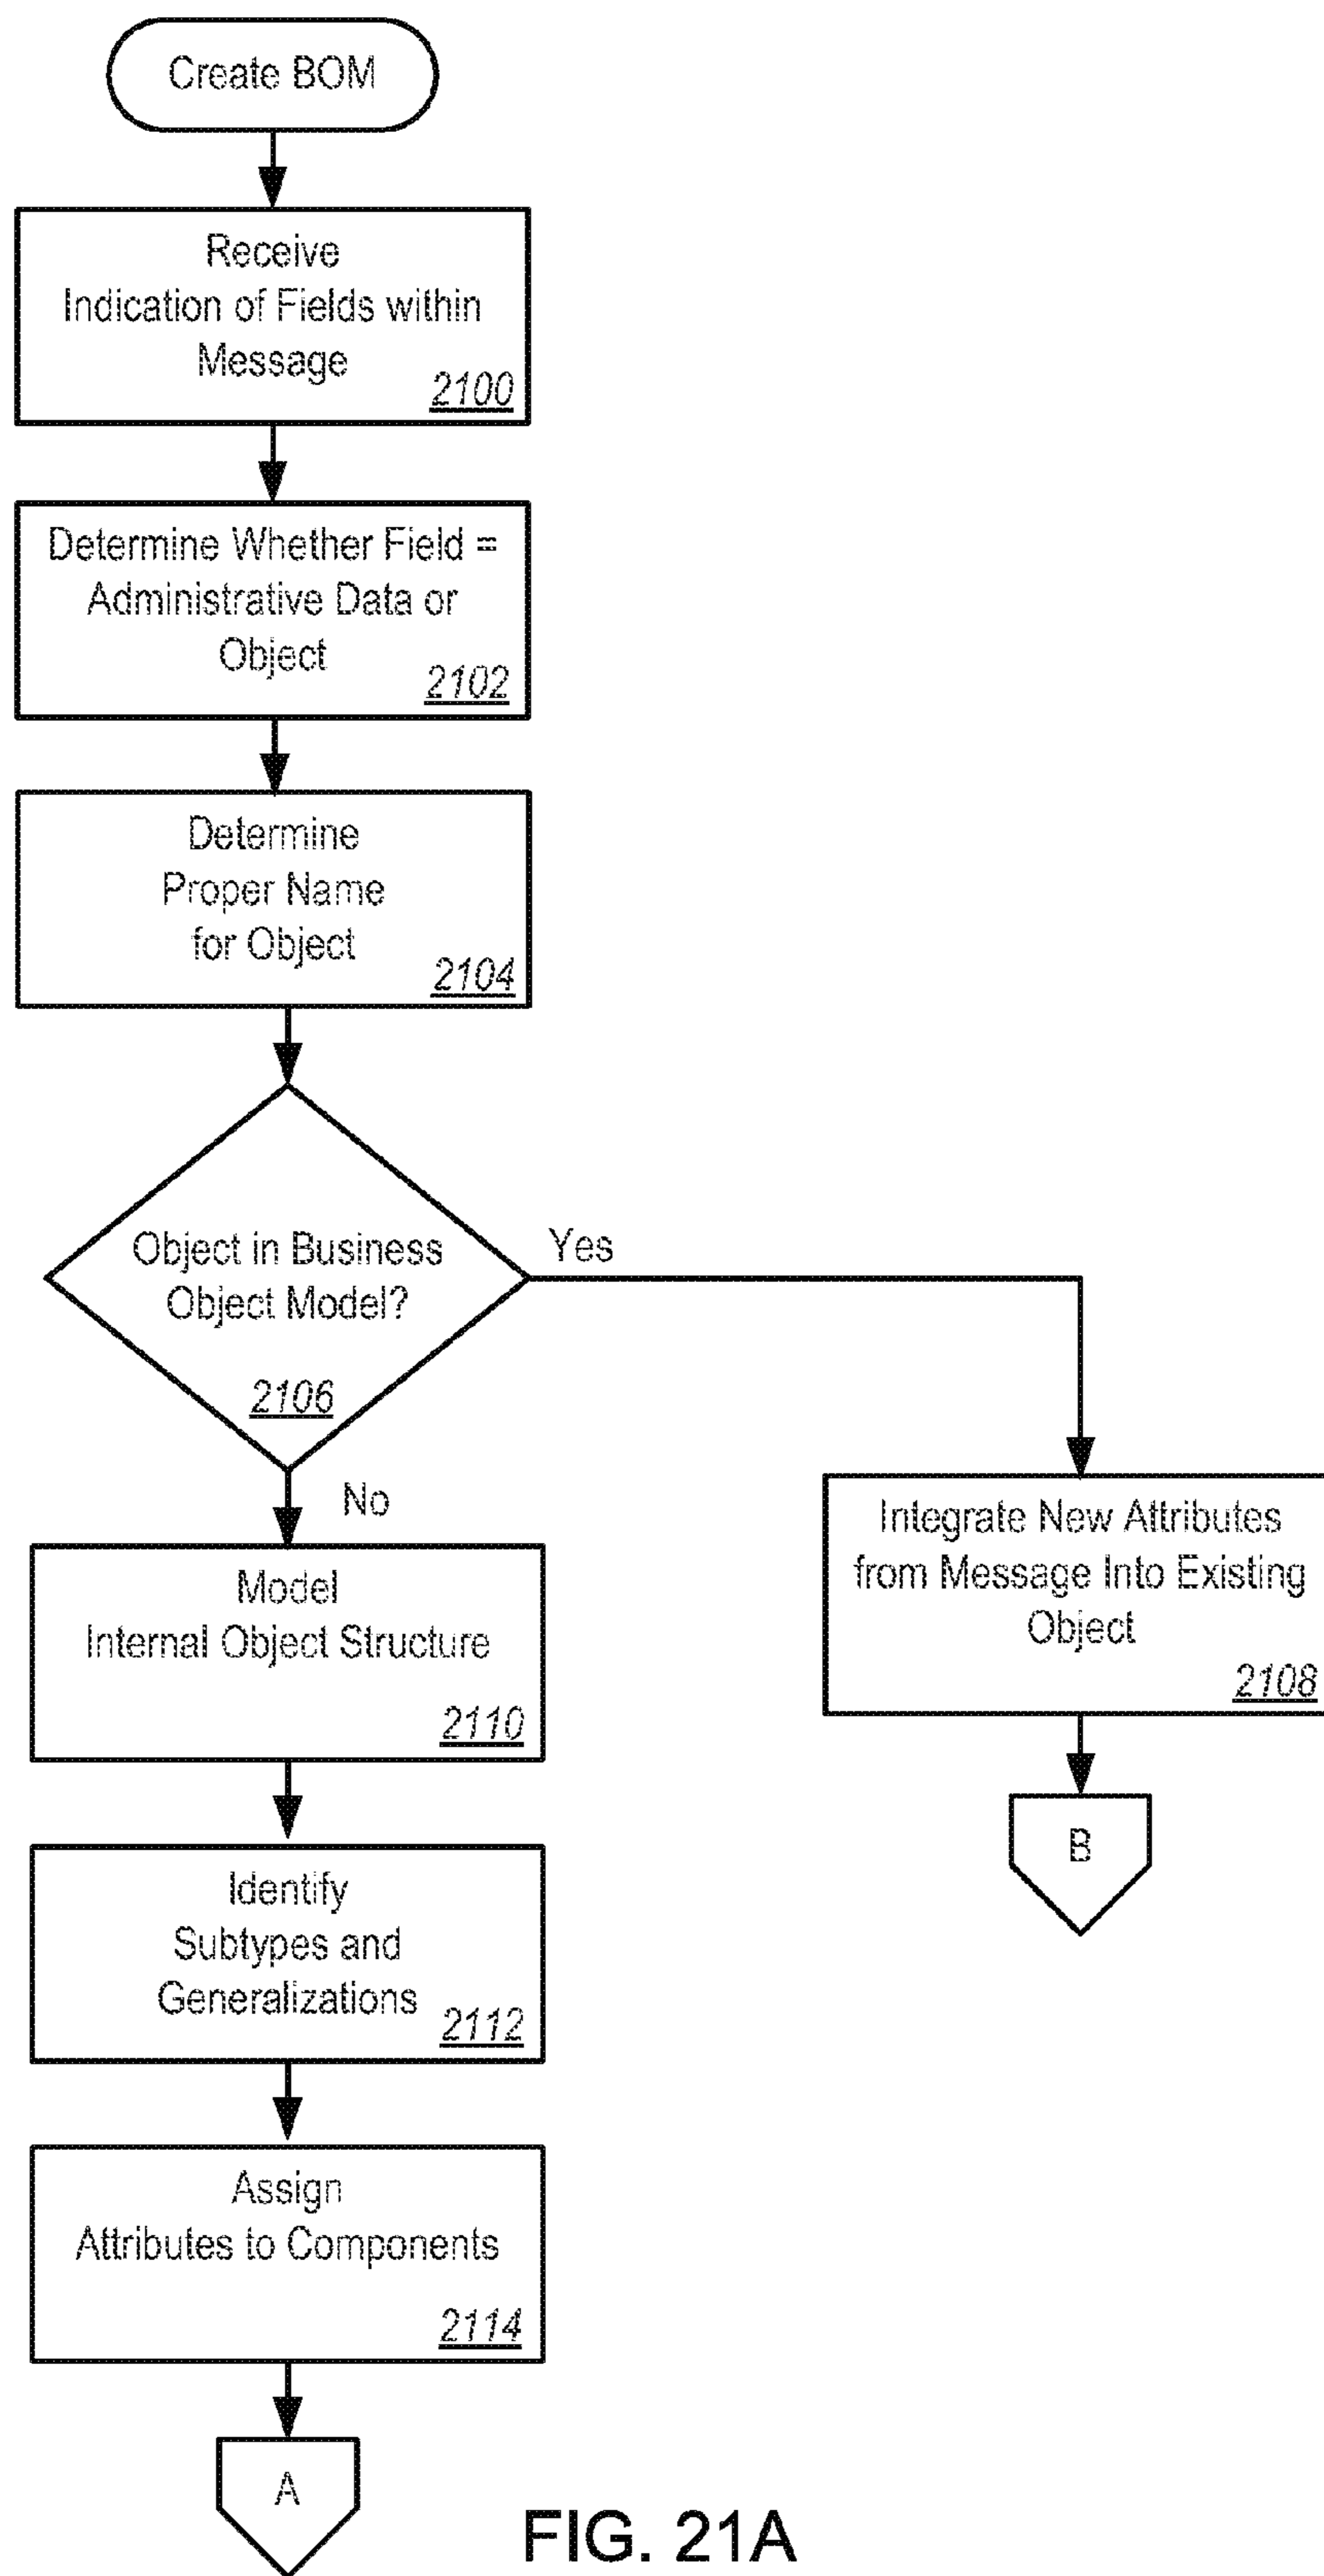 Create BOM
Receive
Indication of Fields within
Message
2100
Determine Whether Field =
Administrative Data or
Object
2102
Determine
Proper Name
for Object
2104
Object in Business
Object Model?
2106
Yes
No
Integrate New Attributes
from Message Into Existing
Object
2108
B
Model
Internal Object Structure
2110
Identify
Subtypes and
Generalizations
2112
Assign
Attributes to Components
2114
A
FIG. 21A